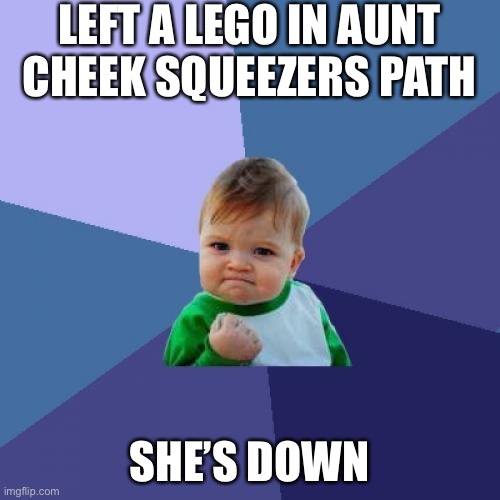 LEFT A LEGO IN AUNT
CHEEK SQUEEZERS PATH
SHE’S DOWN
imgflip.com